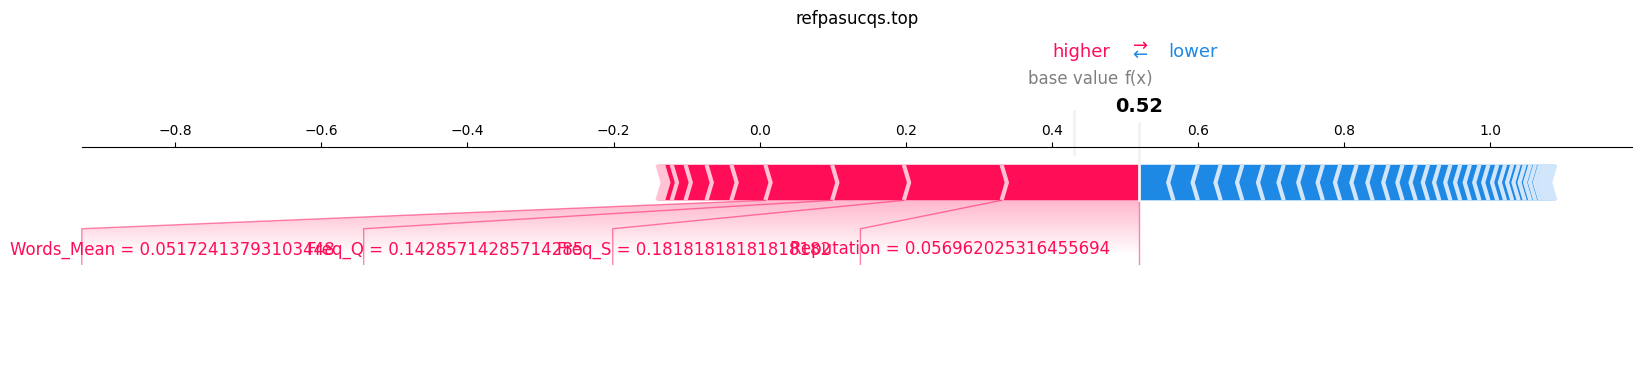 refpasucqs.top
higher → ← lower
base value f(x)
0.52
−0.8 −0.6 −0.4 −0.2 0.0 0.2 0.4 0.6 0.8 1.0
Words_Mean = 0.05172413793103448 Freq_Q = 0.14285714285714285 Freq_S = 0.18181818181818182 Reputation = 0.056962025316455694